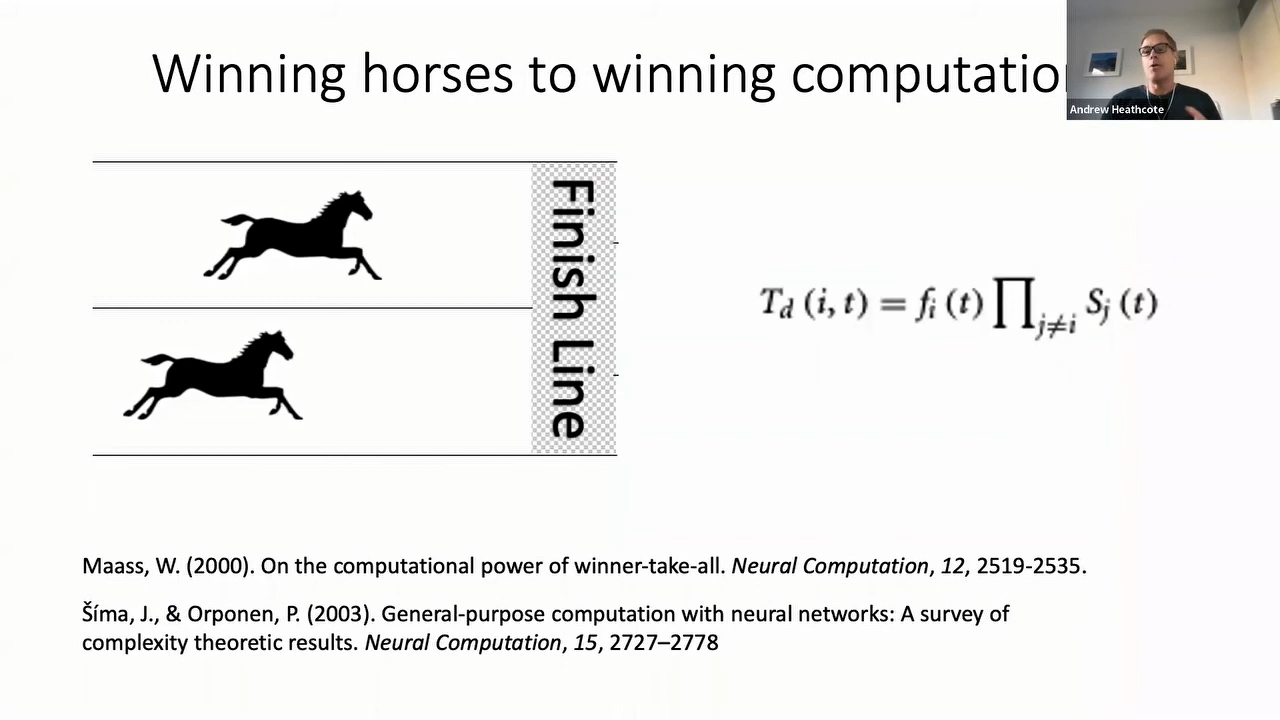 Winning horses to winning computatio
Andrew Heathcote
Finish Line
T_d (i, t) = f_i (t) ∏_{j≠i} S_j (t)
Maass, W. (2000). On the computational power of winner-take-all. Neural Computation, 12, 2519-2535.
Šíma, J., & Orponen, P. (2003). General-purpose computation with neural networks: A survey of
complexity theoretic results. Neural Computation, 15, 2727–2778